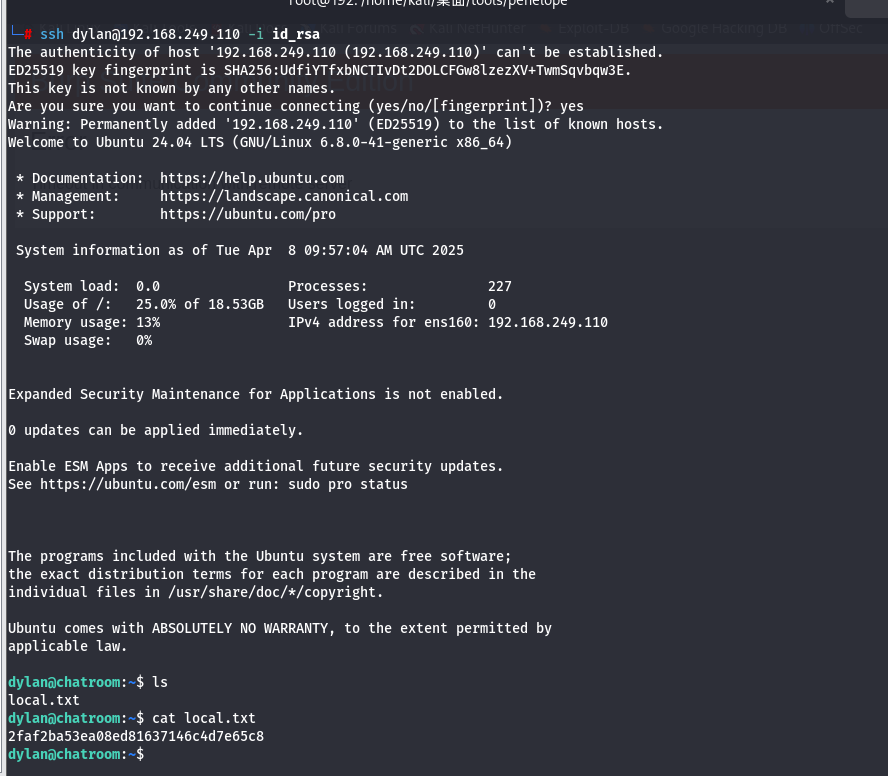 root@192: /home/kali/桌面/tools/penelope
└─# ssh dylan@192.168.249.110 -i id_rsa
The authenticity of host '192.168.249.110 (192.168.249.110)' can't be established.
ED25519 key fingerprint is SHA256:UdfiYTfxbNCTIvDt2DOLCFGw8lzezXV+TwmSqvbqw3E.
This key is not known by any other names.
Are you sure you want to continue connecting (yes/no/[fingerprint])? yes
Warning: Permanently added '192.168.249.110' (ED25519) to the list of known hosts.
Welcome to Ubuntu 24.04 LTS (GNU/Linux 6.8.0-41-generic x86_64)
* Documentation:  https://help.ubuntu.com
* Management:     https://landscape.canonical.com
* Support:        https://ubuntu.com/pro
System information as of Tue Apr  8 09:57:04 AM UTC 2025
System load:  0.0                Processes:               227
Usage of /:   25.0% of 18.53GB   Users logged in:         0
Memory usage: 13%                IPv4 address for ens160: 192.168.249.110
Swap usage:   0%
Expanded Security Maintenance for Applications is not enabled.
0 updates can be applied immediately.
Enable ESM Apps to receive additional future security updates.
See https://ubuntu.com/esm or run: sudo pro status
The programs included with the Ubuntu system are free software;
the exact distribution terms for each program are described in the
individual files in /usr/share/doc/*/copyright.
Ubuntu comes with ABSOLUTELY NO WARRANTY, to the extent permitted by
applicable law.
dylan@chatroom:~$ ls
local.txt
dylan@chatroom:~$ cat local.txt
2faf2ba53ea08ed81637146c4d7e65c8
dylan@chatroom:~$